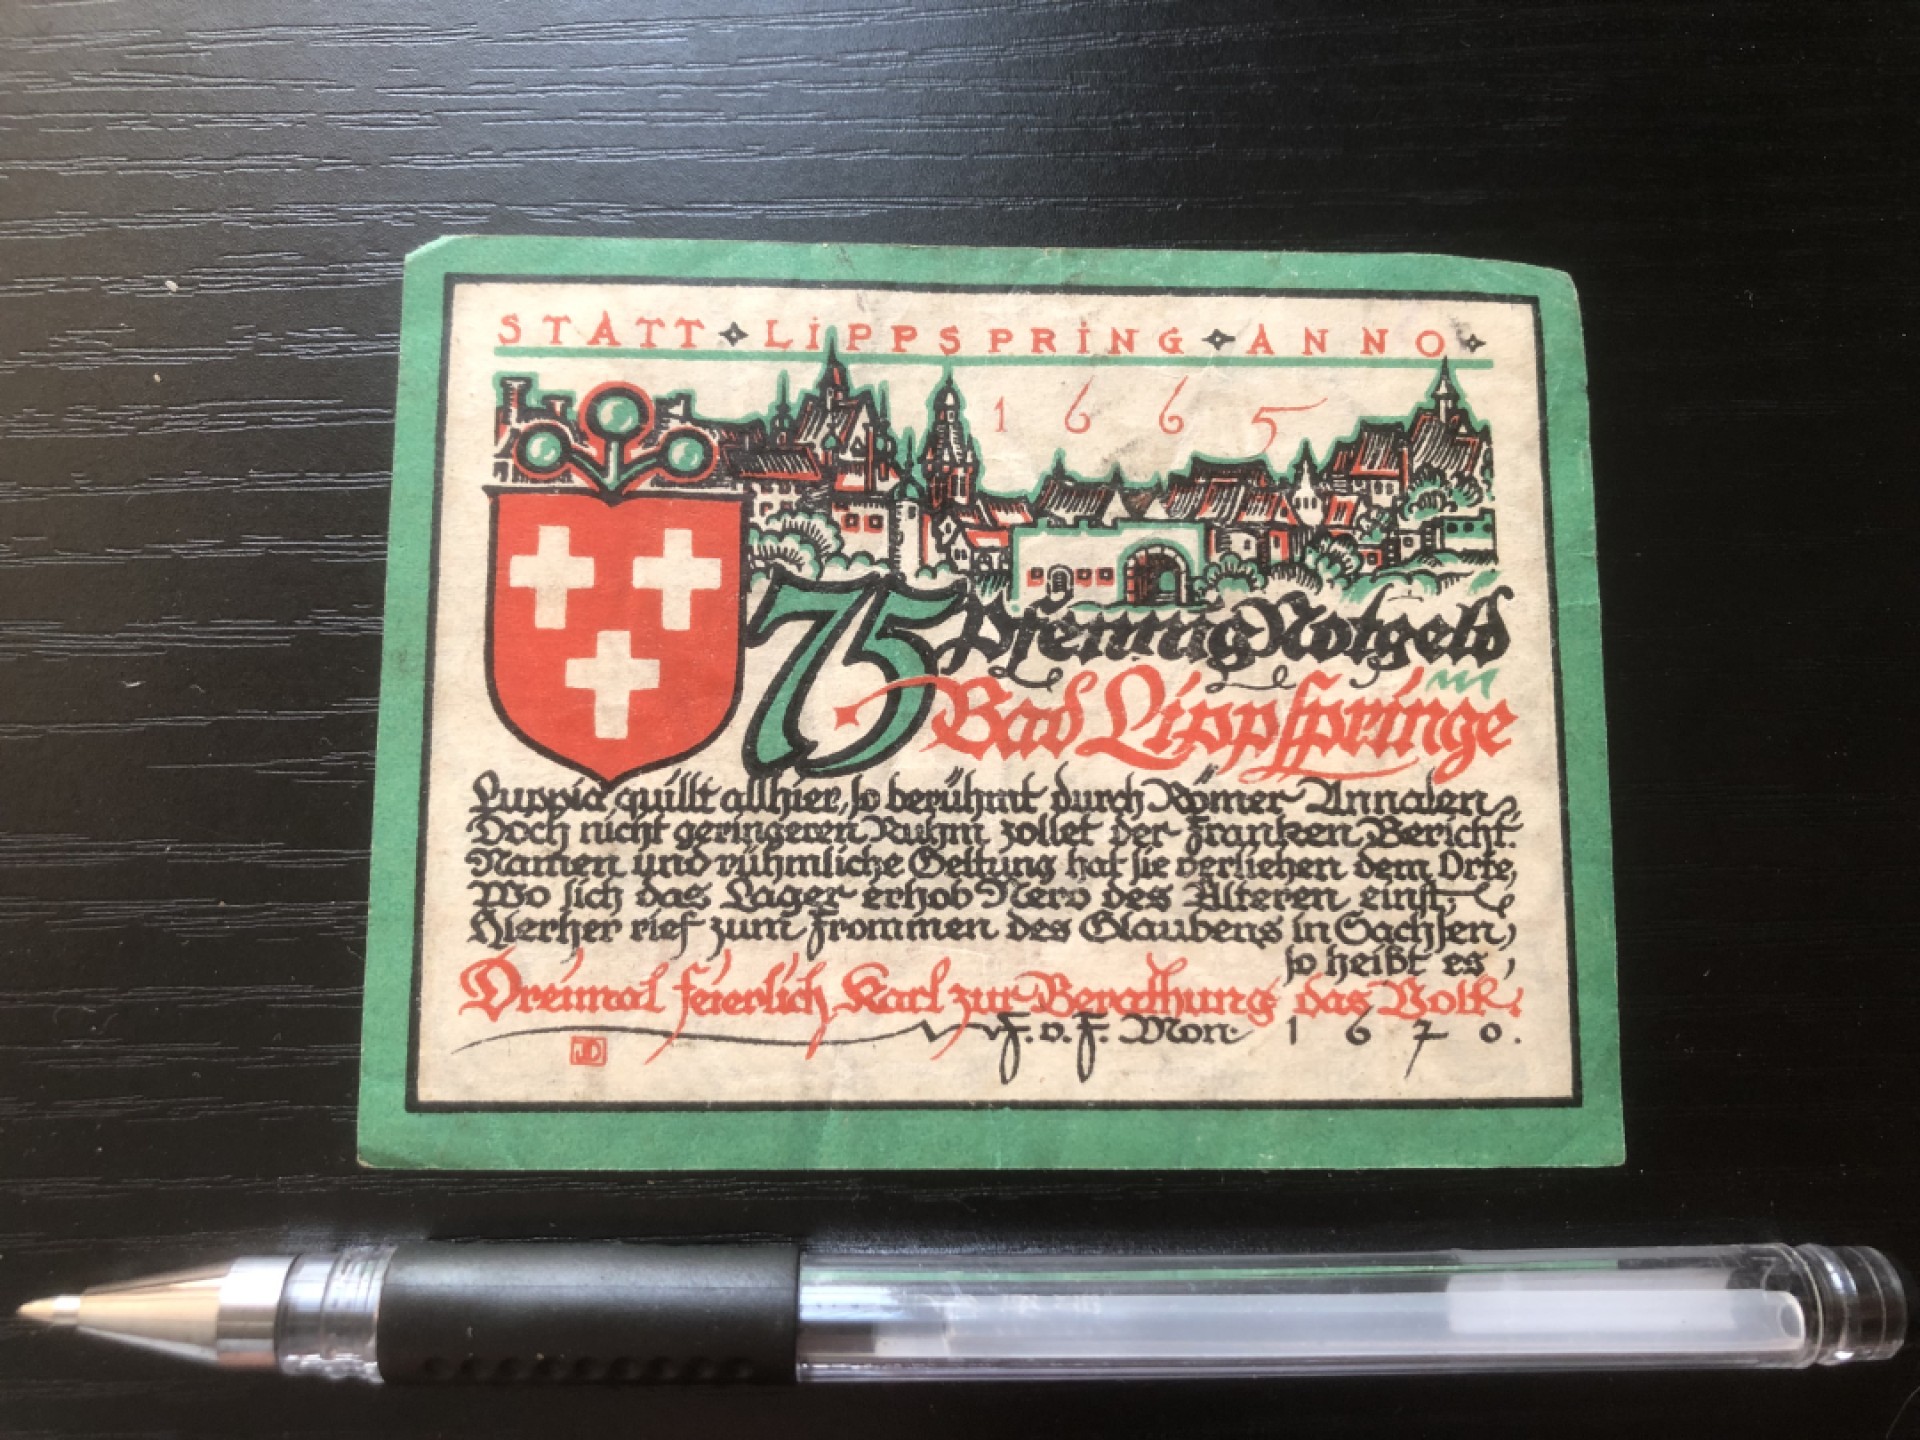 STATT LIPPSPRING ANNO
1665
75 Pfennig Notgeld
in
Bad Lippspringe
Luppia quillt allhier, so berühmt durch Römer Annalen,
Doch nicht geringeren Ruhm zollet der Franken Bericht.
Namen und rühmliche Geltung hat sie verliehen dem Orte,
Wo sich das Lager erhob Nero des Älteren einst,
Hierher rief zum Frommen des Glaubens in Sachsen,
so heißt es,
Dreimal feierlich Karl zur Berathung das Volk.
F. v. F. Mon. 1670.
JD